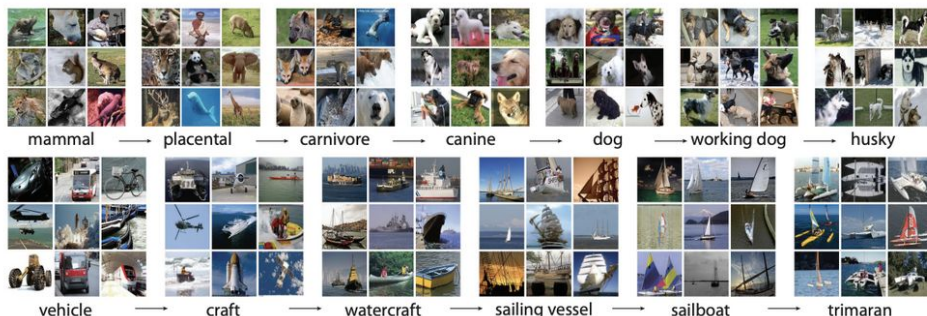 mammal placental carnivore canine dog working dog husky
vehicle craft watercraft sailing vessel sailboat trimaran